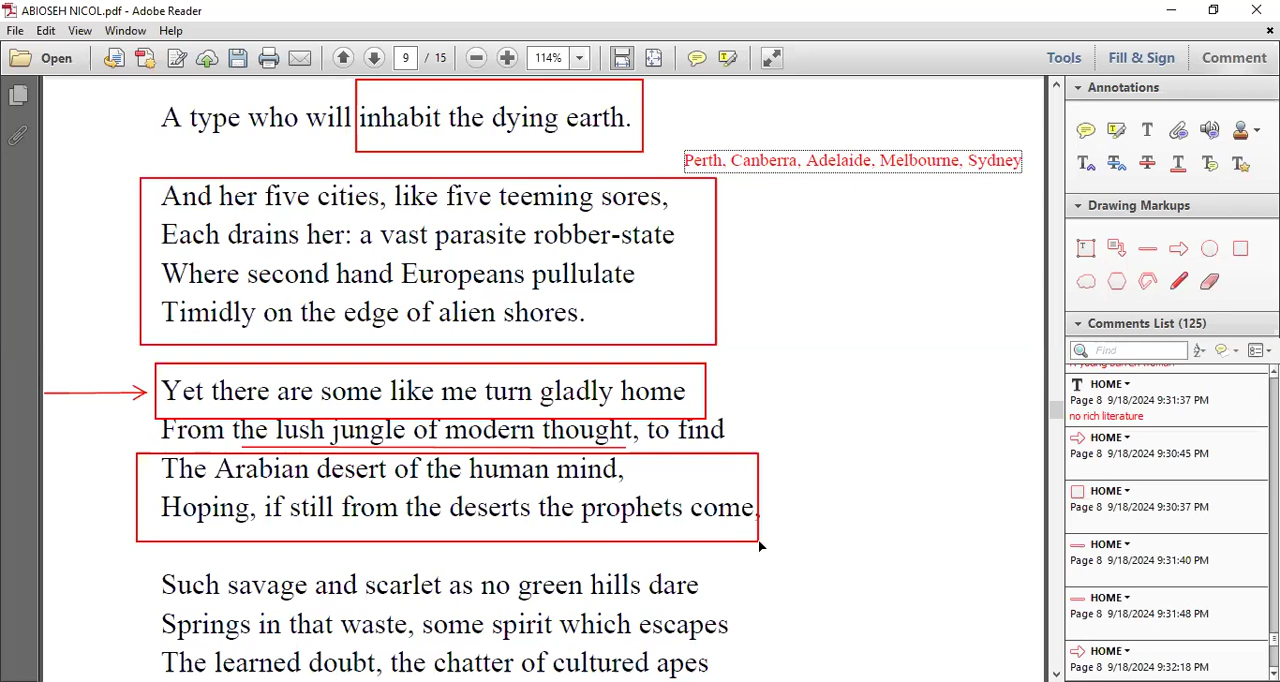 ABIOSEH NICOL.pdf - Adobe Reader
File Edit View Window Help
Open 9 / 15 114% Tools Fill & Sign Comment
A type who will inhabit the dying earth.
Perth, Canberra, Adelaide, Melbourne, Sydney
And her five cities, like five teeming sores,
Each drains her: a vast parasite robber-state
Where second hand Europeans pullulate
Timidly on the edge of alien shores.
Yet there are some like me turn gladly home
From the lush jungle of modern thought, to find
The Arabian desert of the human mind,
Hoping, if still from the deserts the prophets come,
Such savage and scarlet as no green hills dare
Springs in that waste, some spirit which escapes
The learned doubt, the chatter of cultured apes
Annotations
Drawing Markups
Comments List (125)
Find
HOME
Page 8 9/18/2024 9:31:37 PM
no rich literature
HOME
Page 8 9/18/2024 9:30:45 PM
HOME
Page 8 9/18/2024 9:30:37 PM
HOME
Page 8 9/18/2024 9:31:40 PM
HOME
Page 8 9/18/2024 9:31:48 PM
HOME
Page 8 9/18/2024 9:32:18 PM